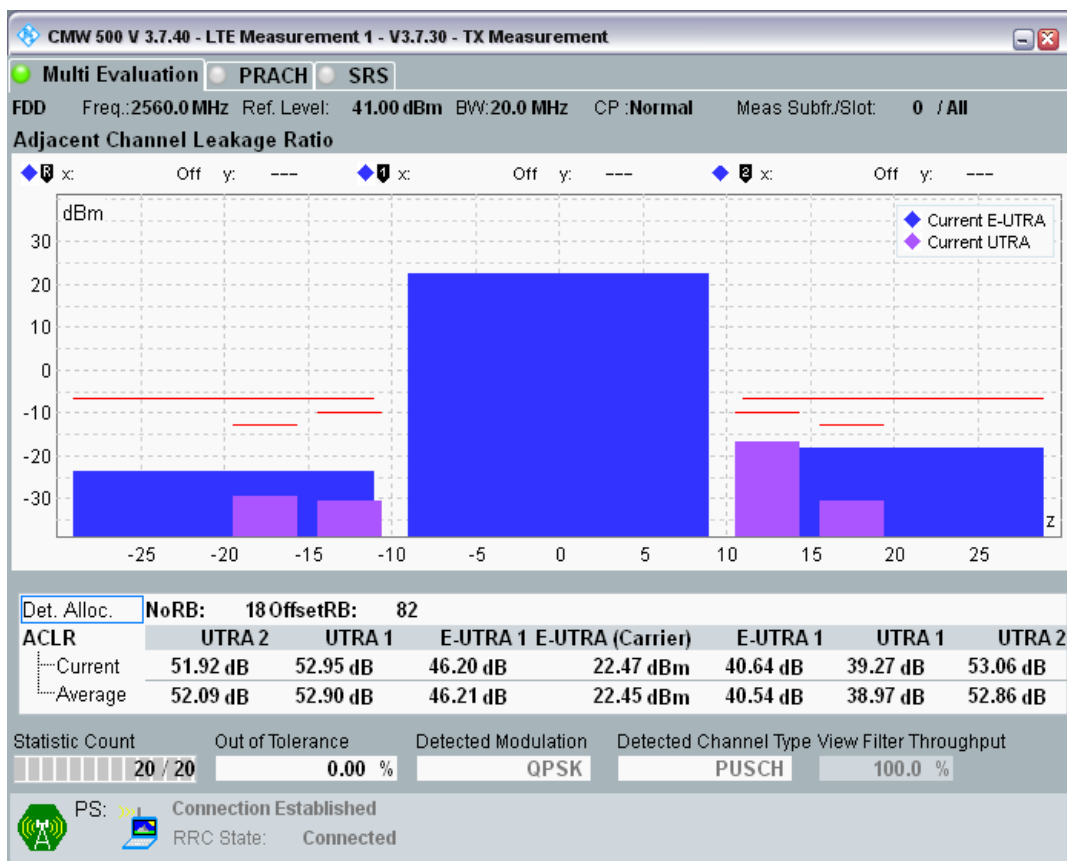 CMW 500 V 3.7.40 - LTE Measurement 1 - V3.7.30 - TX Measurement
Multi Evaluation PRACH SRS
FDD Freq.:2560.0 MHz Ref. Level: 41.00 dBm BW:20.0 MHz CP :Normal Meas Subfr./Slot: 0 / All
Adjacent Channel Leakage Ratio
R x: Off y: --- 1 x: Off y: --- 2 x: Off y: ---
dBm
Current E-UTRA
Current UTRA
30
20
10
0
-10
-20
-30
z
-25 -20 -15 -10 -5 0 5 10 15 20 25
Det. Alloc. NoRB: 18 OffsetRB: 82
ACLR UTRA 2 UTRA 1 E-UTRA 1 E-UTRA (Carrier) E-UTRA 1 UTRA 1 UTRA 2
Current 51.92 dB 52.95 dB 46.20 dB 22.47 dBm 40.64 dB 39.27 dB 53.06 dB
Average 52.09 dB 52.90 dB 46.21 dB 22.45 dBm 40.54 dB 38.97 dB 52.86 dB
Statistic Count Out of Tolerance Detected Modulation Detected Channel Type View Filter Throughput
20 / 20 0.00 % QPSK PUSCH 100.0 %
PS: Connection Established
RRC State: Connected